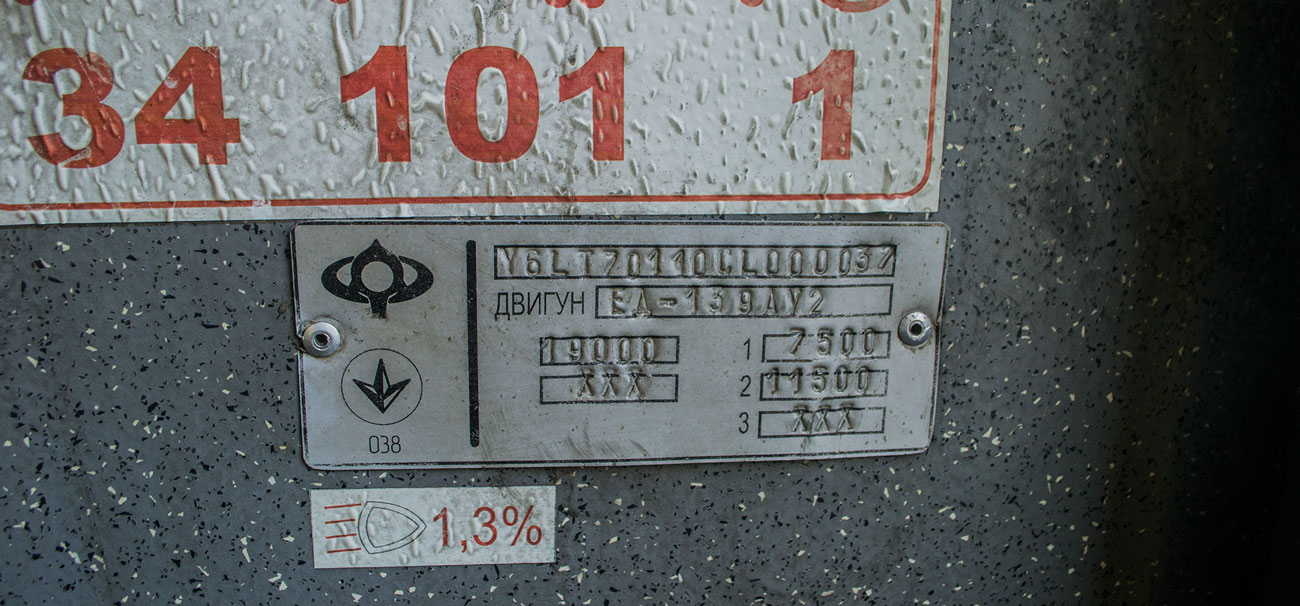 34 101 1
Y6LT70110CL000037
ДВИГУН ЕД-139АУ2
19000 1 7500
XXX 2 11500
3 XXX
038
1,3%